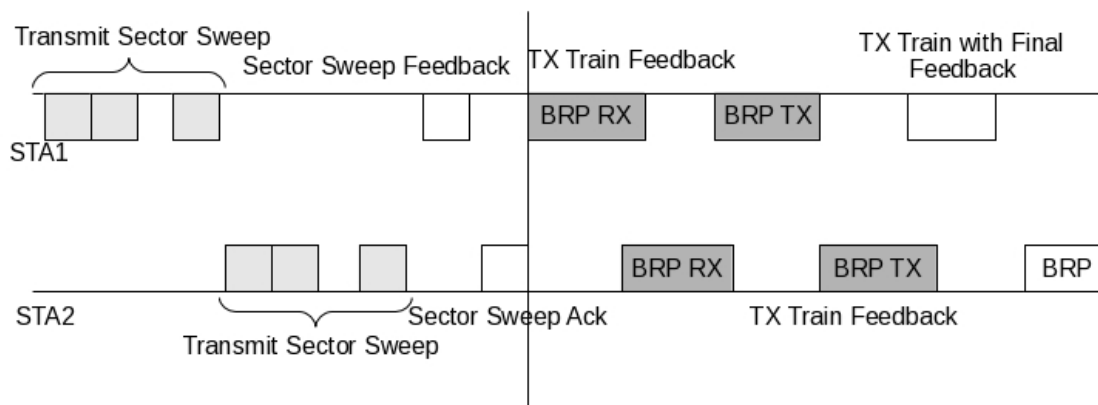 Transmit Sector Sweep
Sector Sweep Feedback
TX Train Feedback
TX Train with Final
Feedback
BRP RX
BRP TX
STA1
BRP RX
BRP TX
BRP
STA2
Sector Sweep Ack
TX Train Feedback
Transmit Sector Sweep